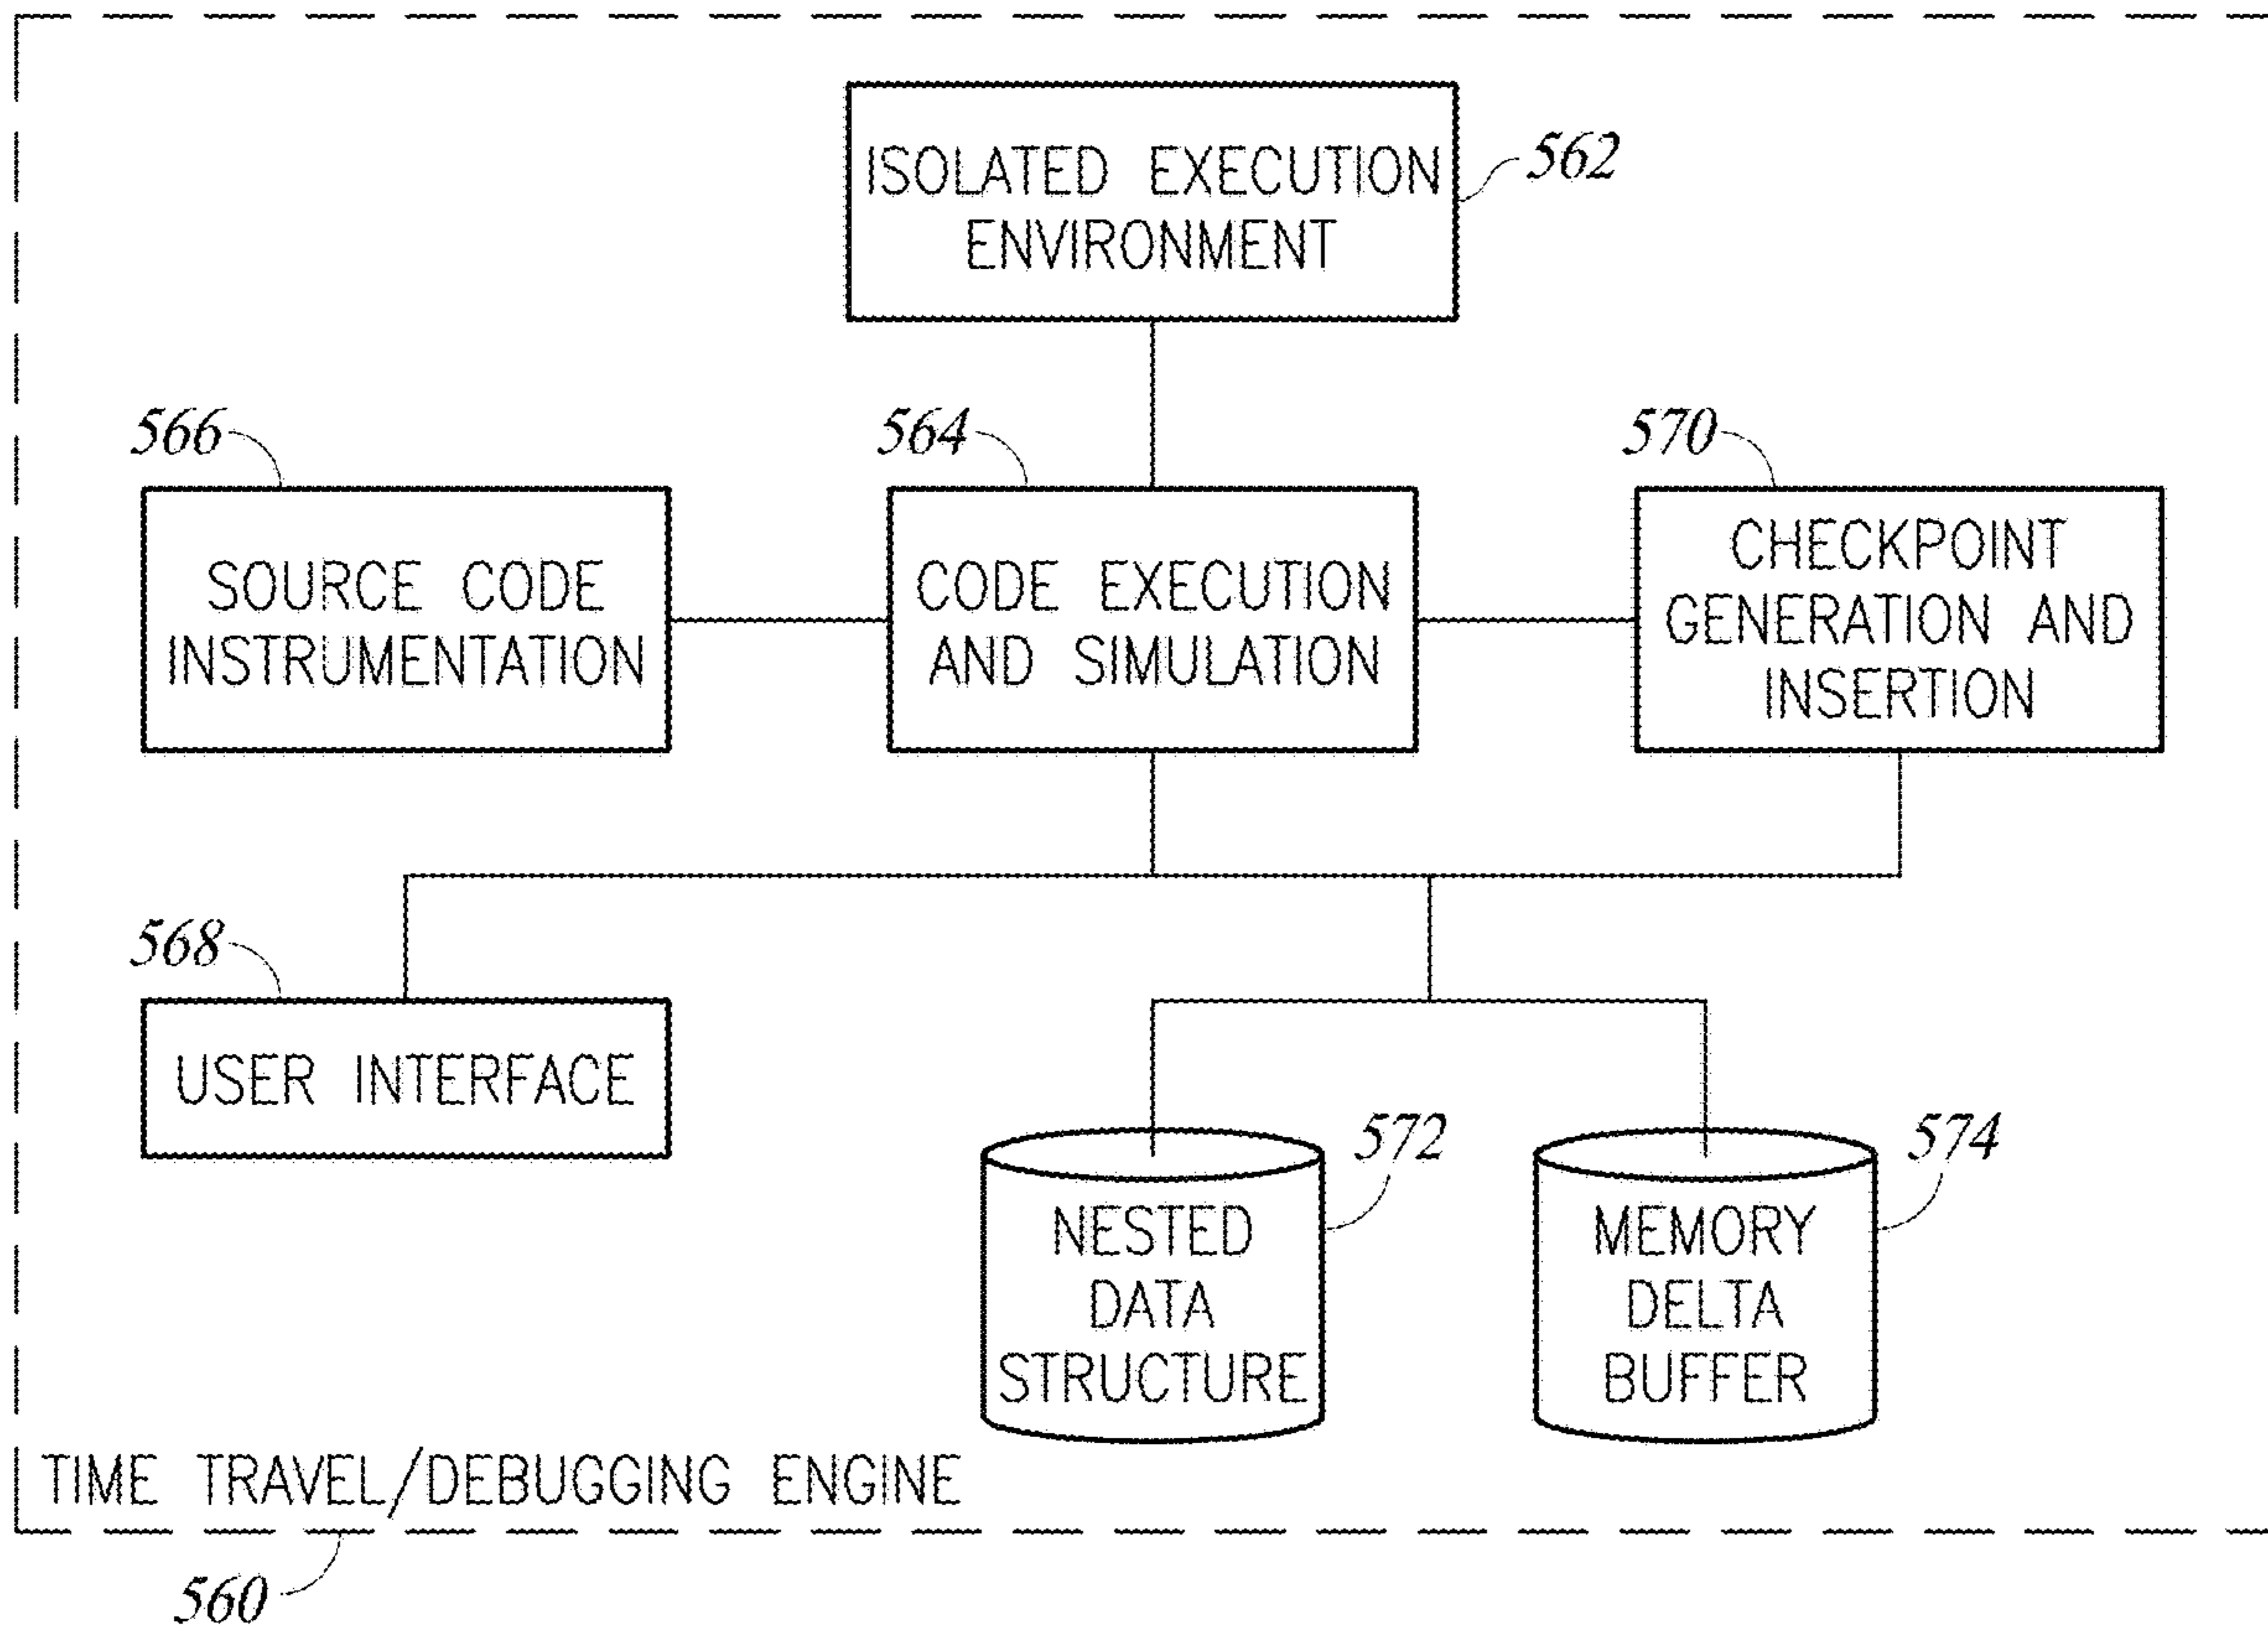 ISOLATED EXECUTION
ENVIRONMENT
562
566
564
570
SOURCE CODE
INSTRUMENTATION
CODE EXECUTION
AND SIMULATION
CHECKPOINT
GENERATION AND
INSERTION
568
USER INTERFACE
572
574
NESTED
DATA
STRUCTURE
MEMORY
DELTA
BUFFER
TIME TRAVEL/DEBUGGING ENGINE
560